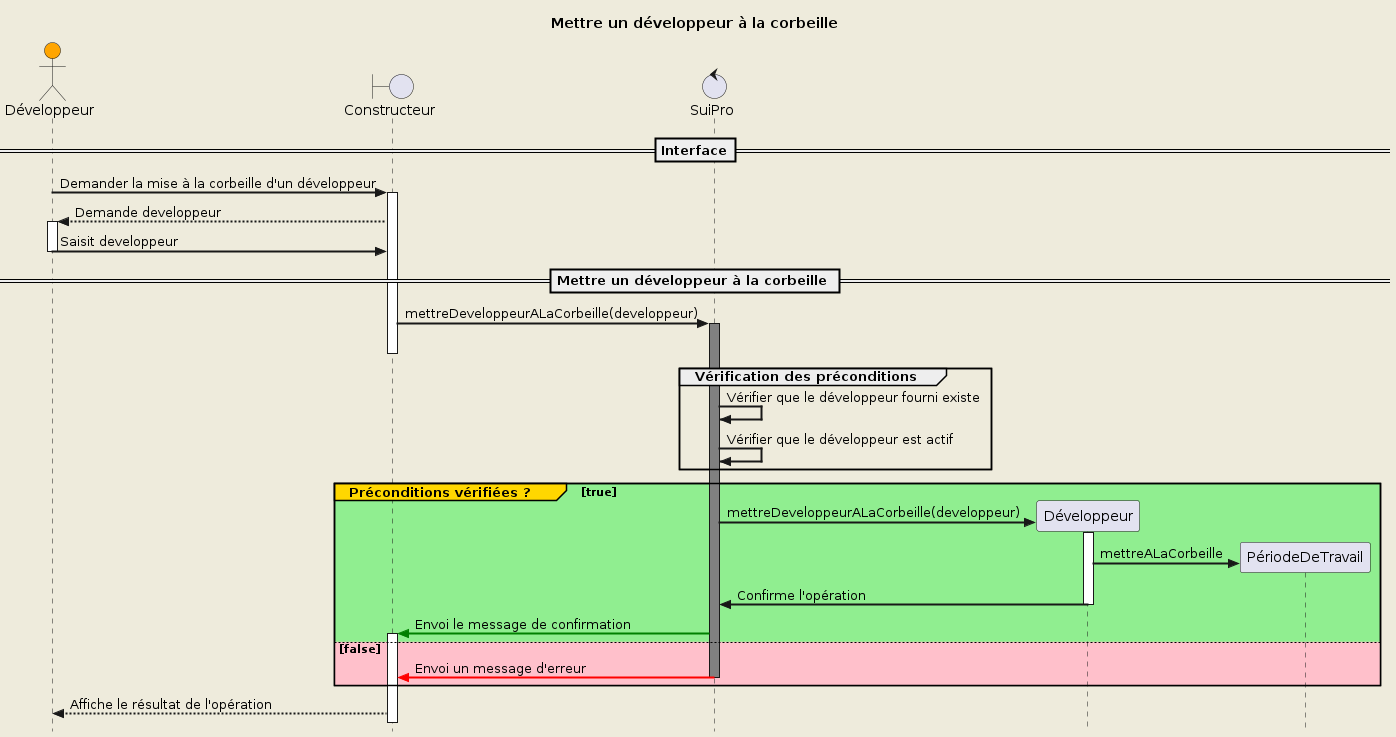 Mettre un développeur à la corbeille
Développeur
Constructeur
SuiPro
Interface
Demander la mise à la corbeille d'un développeur
Demande developpeur
Saisit developpeur
Mettre un développeur à la corbeille
mettreDeveloppeurALaCorbeille(developpeur)
Vérification des préconditions
Vérifier que le développeur fourni existe
Vérifier que le développeur est actif
Préconditions vérifiées ? [true]
mettreDeveloppeurALaCorbeille(developpeur)
Développeur
mettreALaCorbeille
PériodeDeTravail
Confirme l'opération
Envoi le message de confirmation
[false]
Envoi un message d'erreur
Affiche le résultat de l'opération